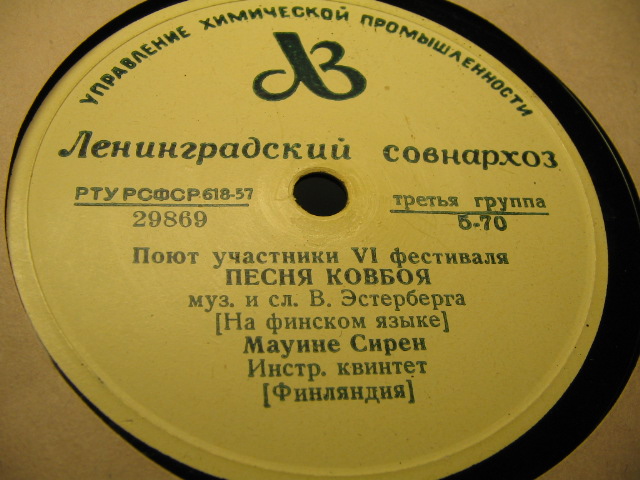 УПРАВЛЕНИЕ ХИМИЧЕСКОЙ ПРОМЫШЛЕННОСТИ
ЛЗ
Ленинградский совнархоз
РТУ РСФСР 618-57
третья группа
29869
5-70
Поют участники VI фестиваля
ПЕСНЯ КОВБОЯ
муз. и сл. В. Эстерберга
[На финском языке]
Мауине Сирен
Инстр. квинтет
[Финляндия]